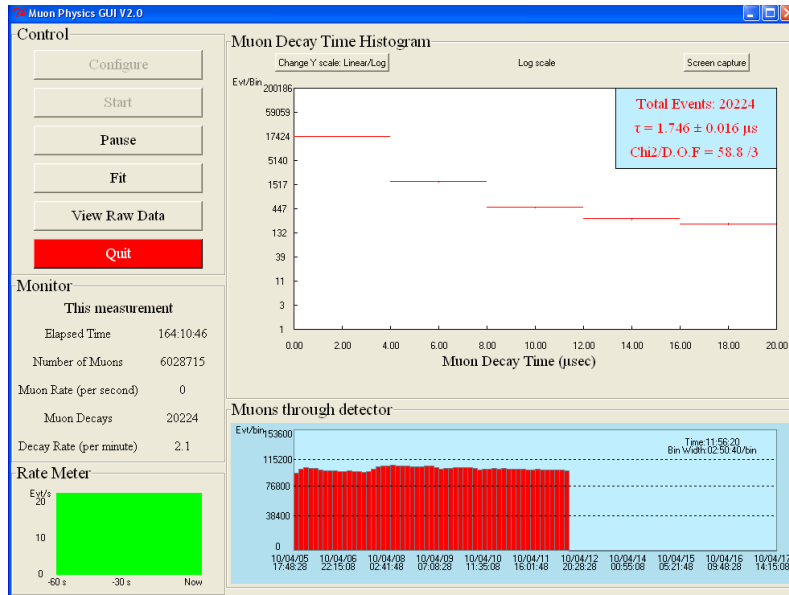 Muon Physics GUI V2.0
Control
Configure
Start
Pause
Fit
View Raw Data
Quit
Monitor
This measurement
Elapsed Time 164:10:46
Number of Muons 6028715
Muon Rate (per second) 0
Muon Decays 20224
Decay Rate (per minute) 2.1
Rate Meter
Evt/s
20
10
0
-60 s -30 s Now
Muon Decay Time Histogram
Change Y scale: Linear/Log Log scale Screen capture
Evt/Bin
200186
59059
17424
5140
1517
447
132
39
11
3
1
Total Events: 20224
τ = 1.746 ± 0.016 μs
Chi2/D.O.F = 58.8 /3
0.00 2.00 4.00 6.00 8.00 10.00 12.00 14.00 16.00 18.00 20.00
Muon Decay Time (μsec)
Muons through detector
Evt/bin
153600
115200
76800
38400
0
Time:11:56:20
Bin Width:02:50:40/bin
10/04/05 10/04/06 10/04/08 10/04/09 10/04/10 10/04/11 10/04/12 10/04/14 10/04/15 10/04/16 10/04/17
17:48:28 22:15:08 02:41:48 07:08:28 11:35:08 16:01:48 20:28:28 00:55:08 05:21:48 09:48:28 14:15:08